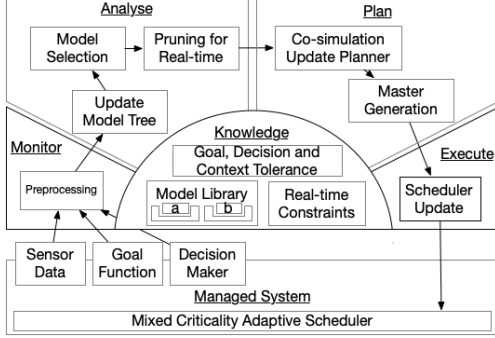 Analyse
Plan
Model
Selection
Pruning for
Real-time
Co-simulation
Update Planner
Update
Model Tree
Master
Generation
Knowledge
Monitor
Goal, Decision and
Context Tolerance
Execute
Preprocessing
Model Library
a
b
Real-time
Constraints
Scheduler
Update
Sensor
Data
Goal
Function
Decision
Maker
Managed System
Mixed Criticality Adaptive Scheduler